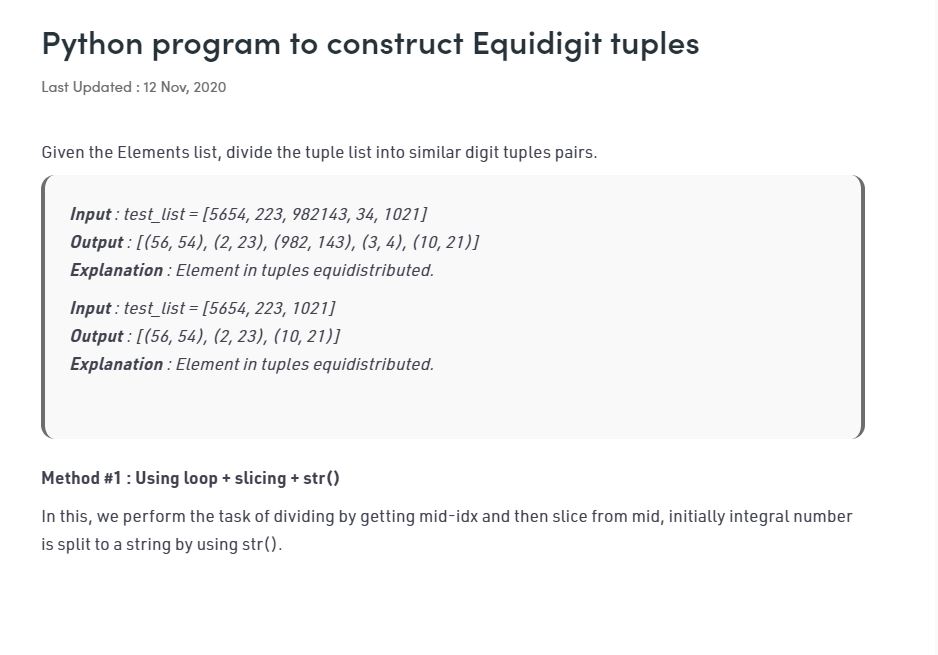 Python program to construct Equidigit tuples
Last Updated : 12 Nov, 2020
Given the Elements list, divide the tuple list into similar digit tuples pairs.
Input : test_list = [5654, 223, 982143, 34, 1021]
Output : [(56, 54), (2, 23), (982, 143), (3, 4), (10, 21)]
Explanation : Element in tuples equidistributed.
Input : test_list = [5654, 223, 1021]
Output : [(56, 54), (2, 23), (10, 21)]
Explanation : Element in tuples equidistributed.
Method #1 : Using loop + slicing + str()
In this, we perform the task of dividing by getting mid-idx and then slice from mid, initially integral number
is split to a string by using str().